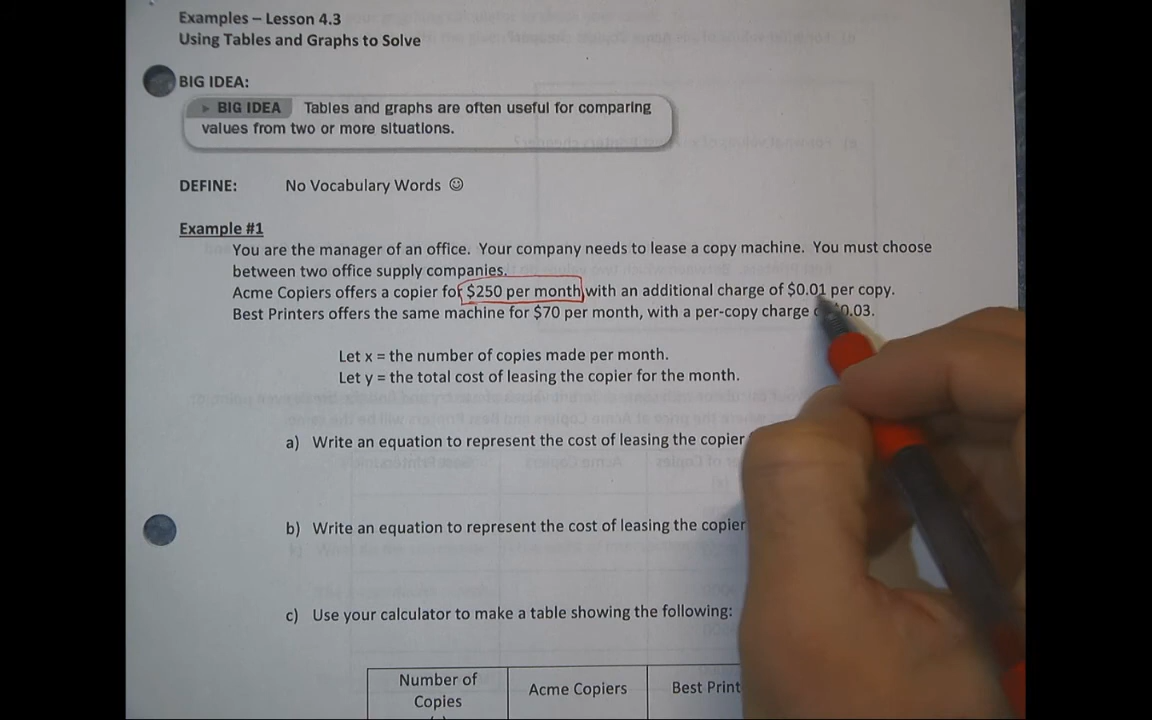 Examples – Lesson 4.3
Using Tables and Graphs to Solve
BIG IDEA:
BIG IDEA Tables and graphs are often useful for comparing
values from two or more situations.
DEFINE: No Vocabulary Words ☺
Example #1
You are the manager of an office. Your company needs to lease a copy machine. You must choose
between two office supply companies.
Acme Copiers offers a copier for $250 per month with an additional charge of $0.01 per copy.
Best Printers offers the same machine for $70 per month, with a per-copy charge 0.03.
Let x = the number of copies made per month.
Let y = the total cost of leasing the copier for the month.
a) Write an equation to represent the cost of leasing the copier
b) Write an equation to represent the cost of leasing the copier
c) Use your calculator to make a table showing the following:
Number of
Copies
Acme Copiers
Best Print